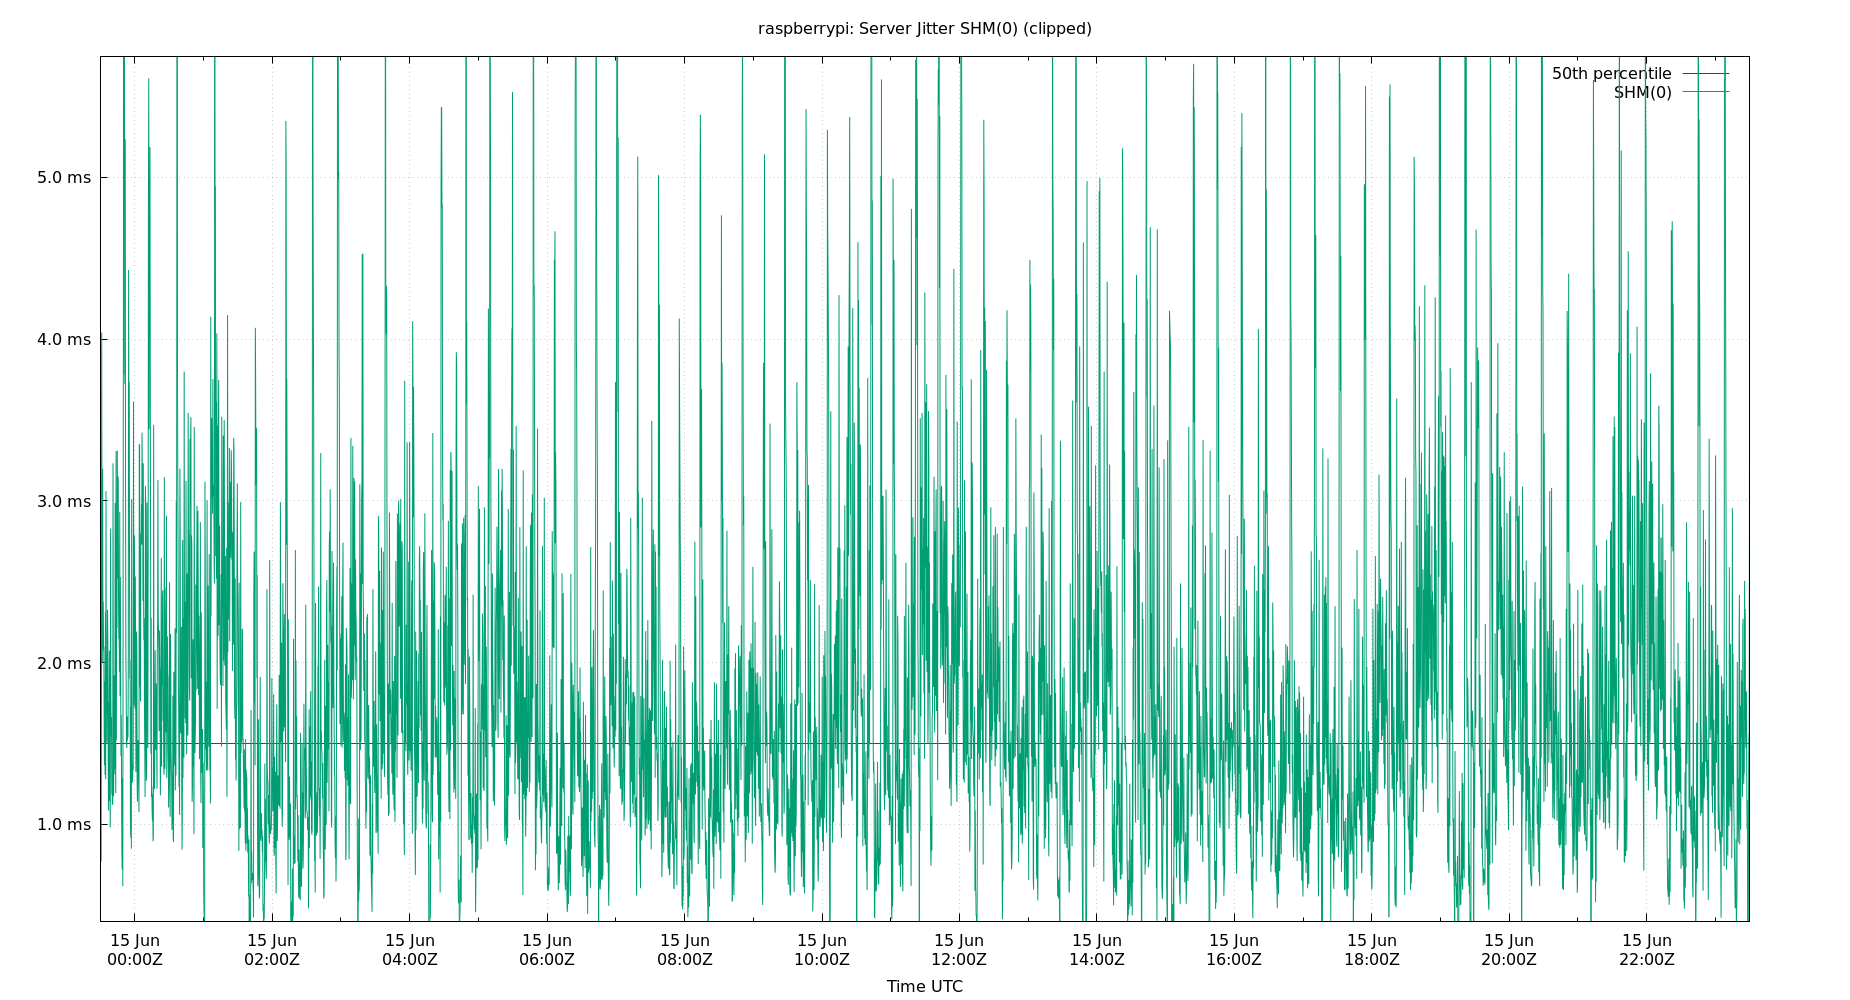 raspberrypi: Server Jitter SHM(0) (clipped)
50th percentile
SHM(0)
5.0 ms
4.0 ms
3.0 ms
2.0 ms
1.0 ms
15 Jun 15 Jun 15 Jun 15 Jun 15 Jun 15 Jun 15 Jun 15 Jun 15 Jun 15 Jun 15 Jun 15 Jun
00:00Z 02:00Z 04:00Z 06:00Z 08:00Z 10:00Z 12:00Z 14:00Z 16:00Z 18:00Z 20:00Z 22:00Z
Time UTC